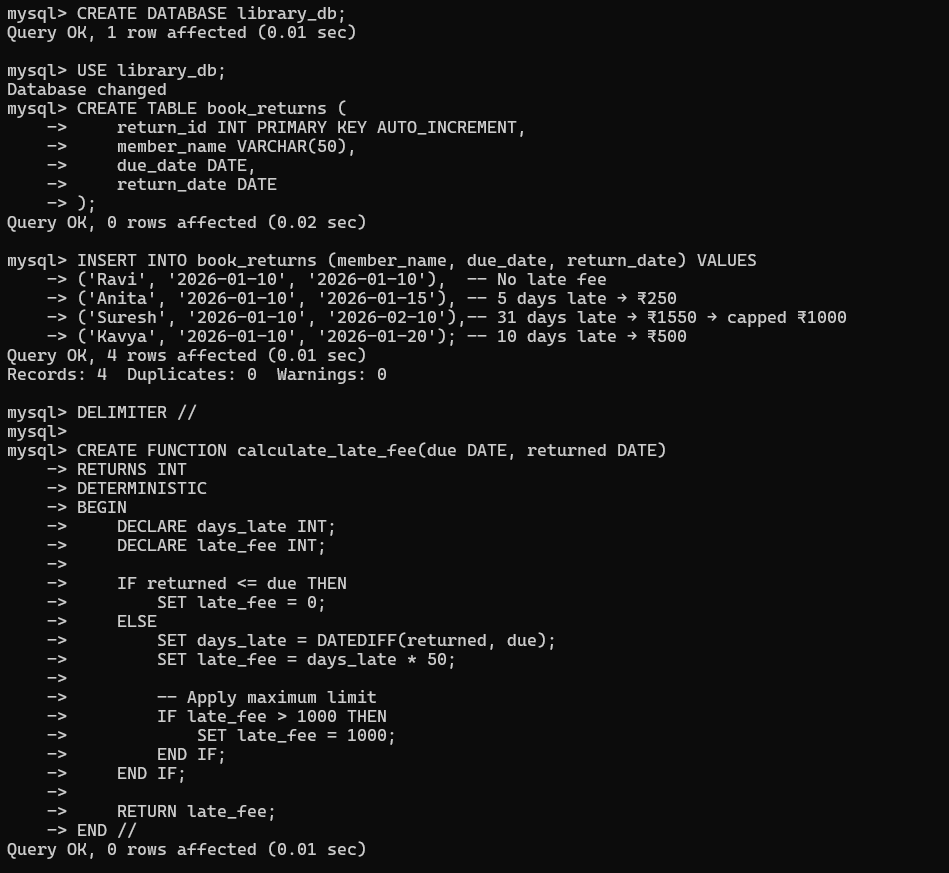 mysql> CREATE DATABASE library_db;
Query OK, 1 row affected (0.01 sec)

mysql> USE library_db;
Database changed
mysql> CREATE TABLE book_returns (
    ->     return_id INT PRIMARY KEY AUTO_INCREMENT,
    ->     member_name VARCHAR(50),
    ->     due_date DATE,
    ->     return_date DATE
    -> );
Query OK, 0 rows affected (0.02 sec)

mysql> INSERT INTO book_returns (member_name, due_date, return_date) VALUES
    -> ('Ravi', '2026-01-10', '2026-01-10'),  -- No late fee
    -> ('Anita', '2026-01-10', '2026-01-15'), -- 5 days late → ₹250
    -> ('Suresh', '2026-01-10', '2026-02-10'),-- 31 days late → ₹1550 → capped ₹1000
    -> ('Kavya', '2026-01-10', '2026-01-20'); -- 10 days late → ₹500
Query OK, 4 rows affected (0.01 sec)
Records: 4  Duplicates: 0  Warnings: 0

mysql> DELIMITER //
mysql>
mysql> CREATE FUNCTION calculate_late_fee(due DATE, returned DATE)
    -> RETURNS INT
    -> DETERMINISTIC
    -> BEGIN
    ->     DECLARE days_late INT;
    ->     DECLARE late_fee INT;
    ->
    ->     IF returned <= due THEN
    ->         SET late_fee = 0;
    ->     ELSE
    ->         SET days_late = DATEDIFF(returned, due);
    ->         SET late_fee = days_late * 50;
    ->
    ->         -- Apply maximum limit
    ->         IF late_fee > 1000 THEN
    ->             SET late_fee = 1000;
    ->         END IF;
    ->     END IF;
    ->
    ->     RETURN late_fee;
    -> END //
Query OK, 0 rows affected (0.01 sec)